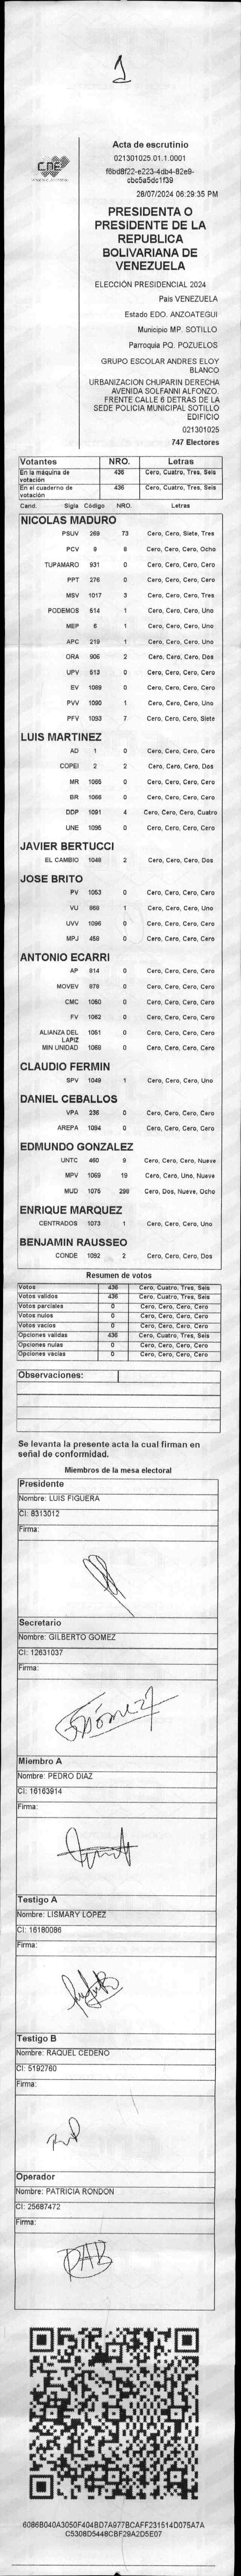 1
CNE
Acta de escrutinio
021301025.01.1.0001
f6bd8f22-e223-4db4-82e9-
cbc5a5dc1f39
28/07/2024 06:29:35 PM
PRESIDENTA O
PRESIDENTE DE LA
REPUBLICA
BOLIVARIANA DE
VENEZUELA
ELECCIÓN PRESIDENCIAL 2024
Pais VENEZUELA
Estado EDO. ANZOATEGUI
Municipio MP. SOTILLO
Parroquia PQ. POZUELOS
GRUPO ESCOLAR ANDRES ELOY
BLANCO
URBANIZACION CHUPARIN DERECHA
AVENIDA SOLFANNI ALFONZO.
FRENTE CALLE 6 DETRAS DE LA
SEDE POLICIA MUNICIPAL SOTILLO
EDIFICIO
021301025
747 Electores
Votantes NRO. Letras
En la máquina de votación 436 Cero, Cuatro, Tres, Seis
En el cuaderno de votación 436 Cero, Cuatro, Tres, Seis
Cand. Sigla Código NRO. Letras
NICOLAS MADURO
PSUV 269 73 Cero, Cero, Siete, Tres
PCV 9 8 Cero, Cero, Cero, Ocho
TUPAMARO 931 0 Cero, Cero, Cero, Cero
PPT 276 0 Cero, Cero, Cero, Cero
MSV 1017 3 Cero, Cero, Cero, Tres
PODEMOS 514 1 Cero, Cero, Cero, Uno
MEP 6 1 Cero, Cero, Cero, Uno
APC 219 1 Cero, Cero, Cero, Uno
ORA 906 2 Cero, Cero, Cero, Dos
UPV 513 0 Cero, Cero, Cero, Cero
EV 1089 0 Cero, Cero, Cero, Cero
PVV 1090 1 Cero, Cero, Cero, Uno
PFV 1093 7 Cero, Cero, Cero, Siete
LUIS MARTINEZ
AD 1 0 Cero, Cero, Cero, Cero
COPEI 2 2 Cero, Cero, Cero, Dos
MR 1065 0 Cero, Cero, Cero, Cero
BR 1066 0 Cero, Cero, Cero, Cero
DDP 1091 4 Cero, Cero, Cero, Cuatro
UNE 1095 0 Cero, Cero, Cero, Cero
JAVIER BERTUCCI
EL CAMBIO 1048 2 Cero, Cero, Cero, Dos
JOSE BRITO
PV 1053 0 Cero, Cero, Cero, Cero
VU 968 1 Cero, Cero, Cero, Uno
UVV 1096 0 Cero, Cero, Cero, Cero
MPJ 458 0 Cero, Cero, Cero, Cero
ANTONIO ECARRI
AP 814 0 Cero, Cero, Cero, Cero
MOVEV 978 0 Cero, Cero, Cero, Cero
CMC 1050 0 Cero, Cero, Cero, Cero
FV 1062 0 Cero, Cero, Cero, Cero
ALIANZA DEL LAPIZ 1051 0 Cero, Cero, Cero, Cero
MIN UNIDAD 1069 0 Cero, Cero, Cero, Cero
CLAUDIO FERMIN
SPV 1049 1 Cero, Cero, Cero, Uno
DANIEL CEBALLOS
VPA 236 0 Cero, Cero, Cero, Cero
AREPA 1094 0 Cero, Cero, Cero, Cero
EDMUNDO GONZALEZ
UNTC 460 9 Cero, Cero, Cero, Nueve
MPV 1069 19 Cero, Cero, Uno, Nueve
MUD 1075 298 Cero, Dos, Nueve, Ocho
ENRIQUE MARQUEZ
CENTRADOS 1073 1 Cero, Cero, Cero, Uno
BENJAMIN RAUSSEO
CONDE 1092 2 Cero, Cero, Cero, Dos
Resumen de votos
Votos 436 Cero, Cuatro, Tres, Seis
Votos validos 436 Cero, Cuatro, Tres, Seis
Votos parciales 0 Cero, Cero, Cero, Cero
Votos nulos 0 Cero, Cero, Cero, Cero
Votos vacíos 0 Cero, Cero, Cero, Cero
Opciones validas 436 Cero, Cuatro, Tres, Seis
Opciones nulas 0 Cero, Cero, Cero, Cero
Opciones vacias 0 Cero, Cero, Cero, Cero
Observaciones:
Se levanta la presente acta la cual firman en
señal de conformidad.
Miembros de la mesa electoral
Presidente
Nombre: LUIS FIGUERA
CI: 8313012
Firma:
Secretario
Nombre: GILBERTO GOMEZ
CI: 12631037
Firma:
Gómez
Miembro A
Nombre: PEDRO DIAZ
CI: 16163914
Firma:
Testigo A
Nombre: LISMARY LOPEZ
CI: 16180086
Firma:
Testigo B
Nombre: RAQUEL CEDEÑO
CI: 5192760
Firma:
Operador
Nombre: PATRICIA RONDON
CI: 25687472
Firma:
6086B040A3050F404BD7A977BCAFF231514D075A7A
C5308D5448CBF29A2D5E07